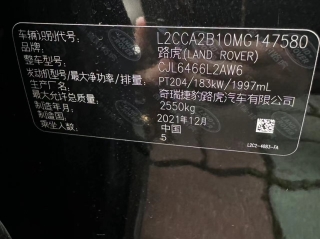 车辆识别代号: L2CCA2B10MG147580
品牌: 路虎(LAND ROVER)
整车型号: CJL6466L2AW6
发动机型号/最大净功率/排量: PT204/183kW/1997mL
生产企业名称: 奇瑞捷豹路虎汽车有限公司
最大允许总质量: 2550kg
制造年月: 2021年12月
制造国: 中国
乘坐人数: 5